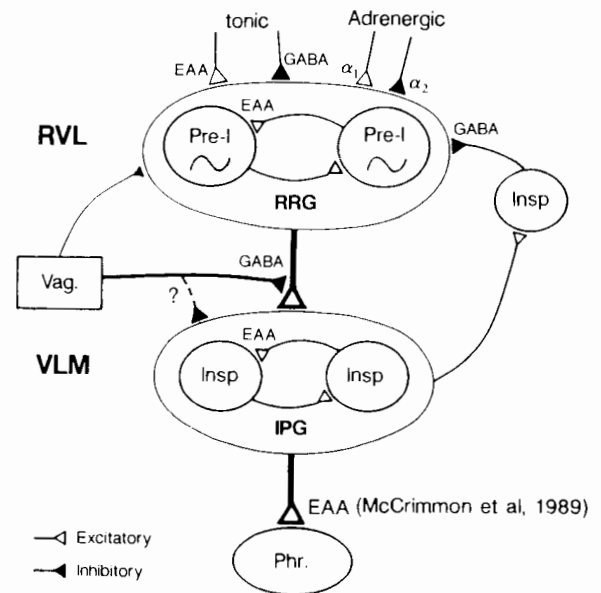 tonic Adrenergic
EAA GABA α₁ α₂
EAA
RVL Pre-I Pre-I GABA
RRG Insp
GABA
Vag.
?
EAA
VLM
Insp Insp
IPG
EAA (McCrimmon et al, 1989)
Excitatory
Phr.
Inhibitory